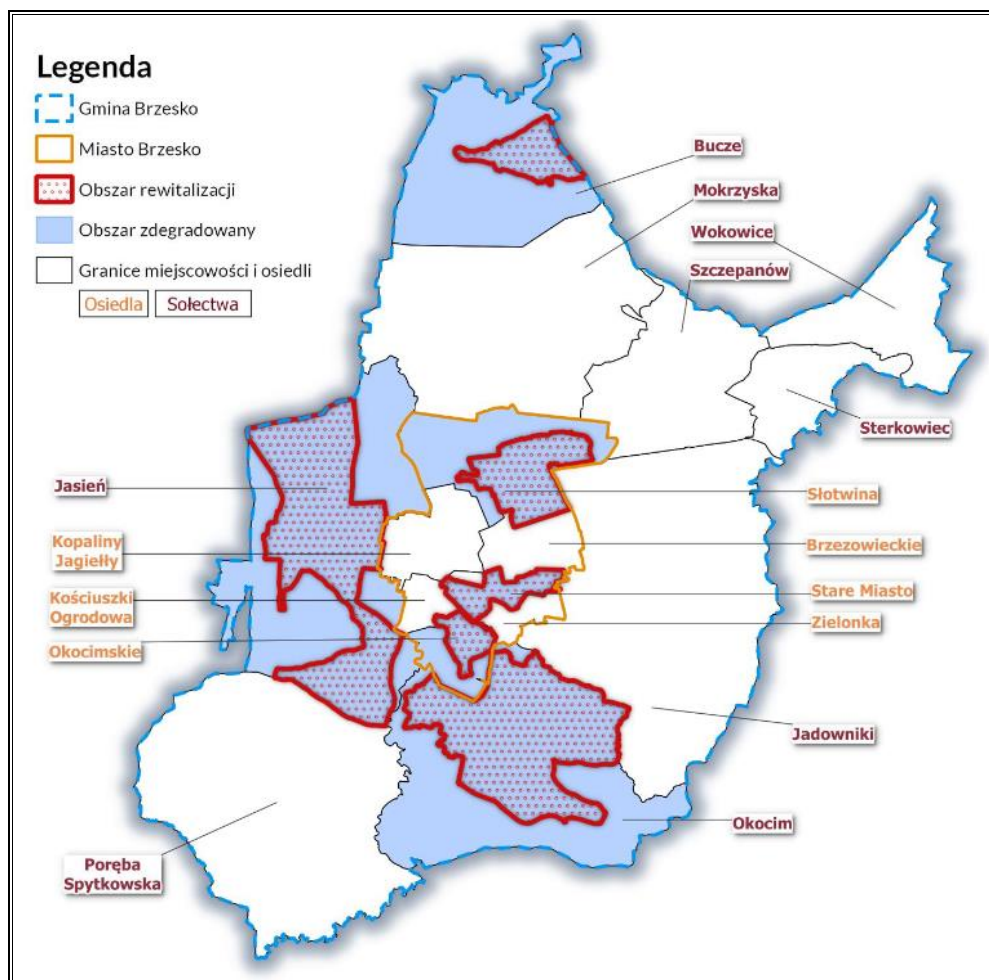 Legenda
Gmina Brzesko
Miasto Brzesko
Obszar rewitalizacji
Obszar zdegradowany
Granice miejscowości i osiedli
Osiedla Sołectwa
Bucze
Mokrzyska
Wokowice
Szczepanów
Sterkowiec
Jasień
Słotwina
Kopaliny
Jagiełły
Brzezowieckie
Kościuszki
Ogrodowa
Stare Miasto
Zielonka
Okocimskie
Jadowniki
Okocim
Poręba
Spytkowska